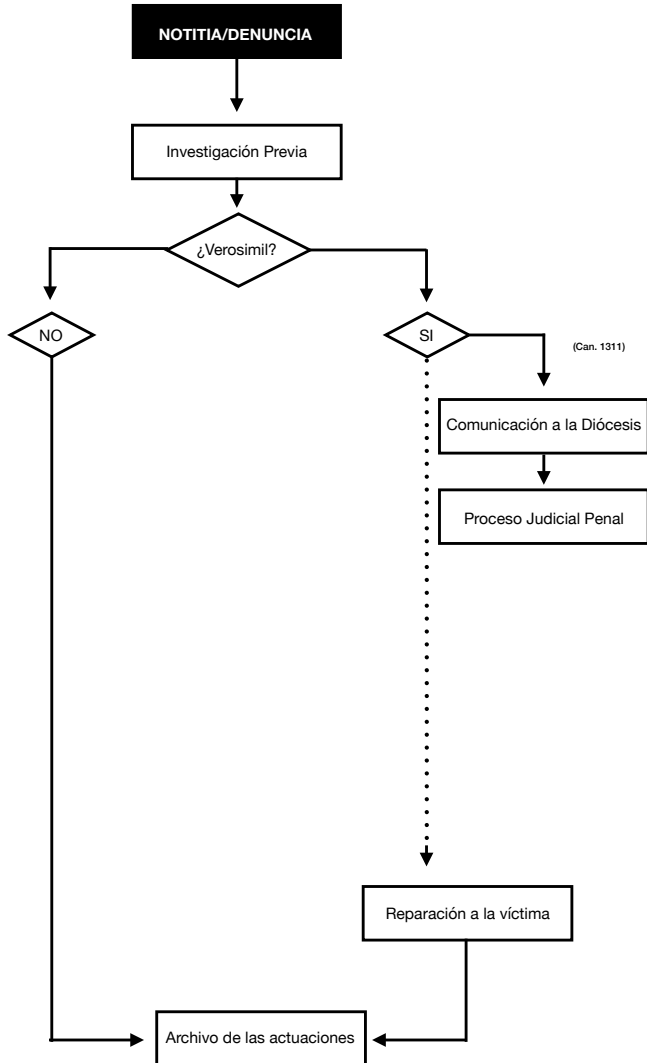 NOTITIA/DENUNCIA
Investigación Previa
¿Verosimil?
NO
SI
(Can. 1311)
Comunicación a la Diócesis
Proceso Judicial Penal
Reparación a la víctima
Archivo de las actuaciones